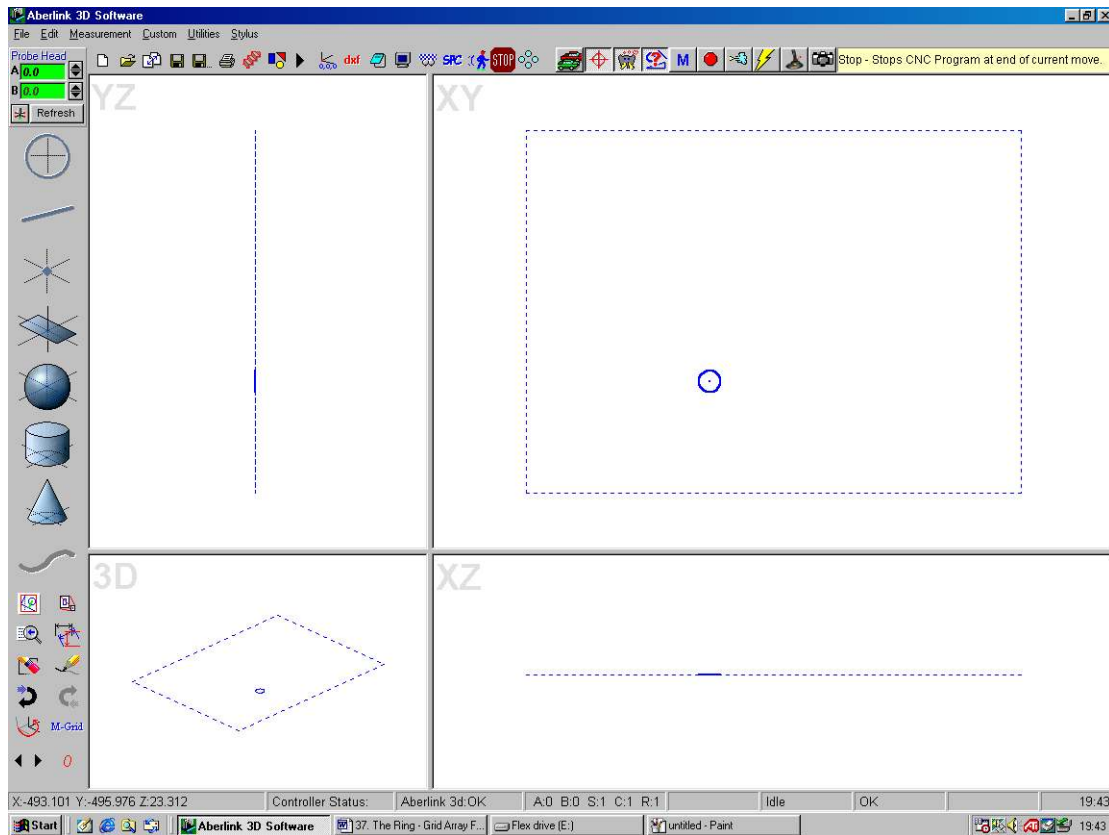 Aberlink 3D Software
File Edit Measurement Custom Utilities Stylus
Probe Head
A 0.0
B 0.0
Refresh
dxf
SPC
STOP
M
Stop - Stops CNC Program at end of current move.
YZ
XY
3D
XZ
M-Grid
0
X:-493.101 Y:-495.976 Z:23.312 Controller Status: Aberlink 3d:OK A:0 B:0 S:1 C:1 R:1 Idle OK 19:43
Start Aberlink 3D Software 37. The Ring - Grid Array F... Flex drive (E:) untitled - Paint 19:43